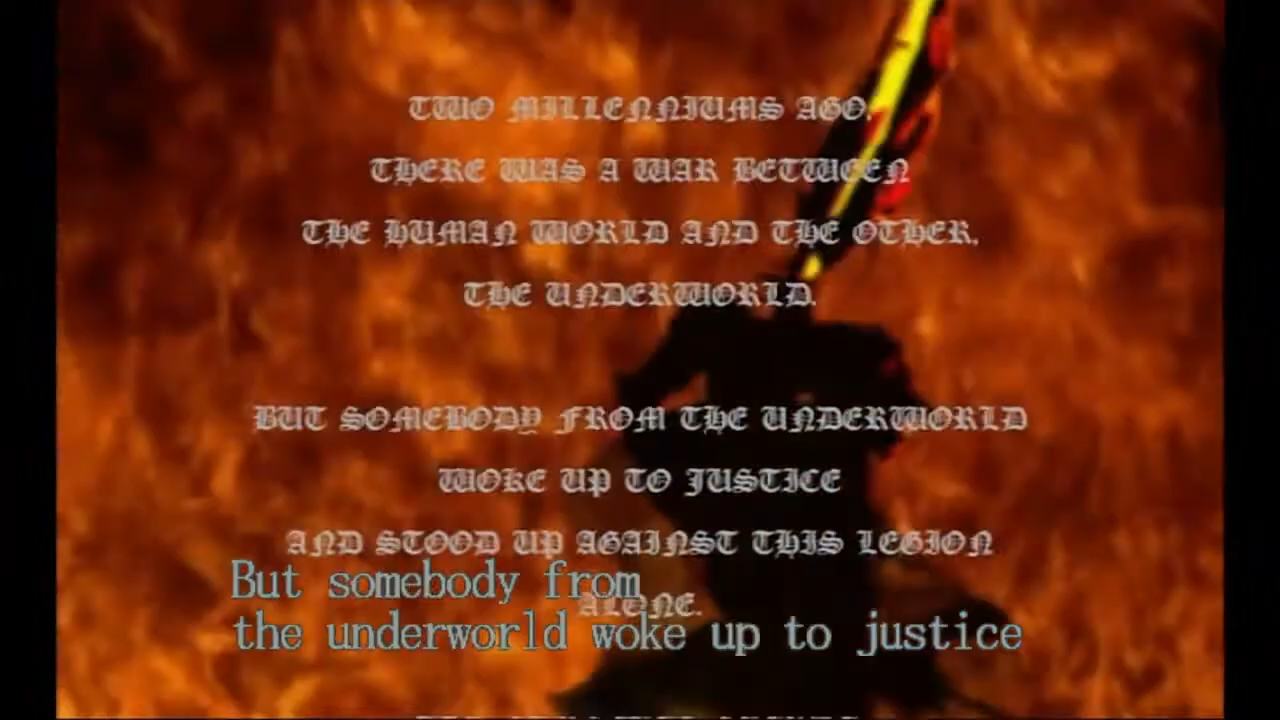 TWO MILLENNIUMS AGO,
THERE WAS A WAR BETWEEN
THE HUMAN WORLD AND THE OTHER,
THE UNDERWORLD.
BUT SOMEBODY FROM THE UNDERWORLD
WOKE UP TO JUSTICE
AND STOOD UP AGAINST THIS LEGION
ALONE.
But somebody from
the underworld woke up to justice